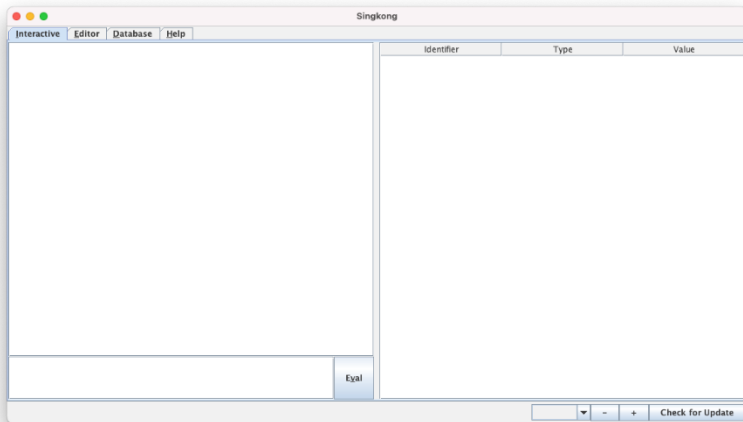 Singkong
Interactive Editor Database Help
Identifier Type Value
Eval
- + Check for Update